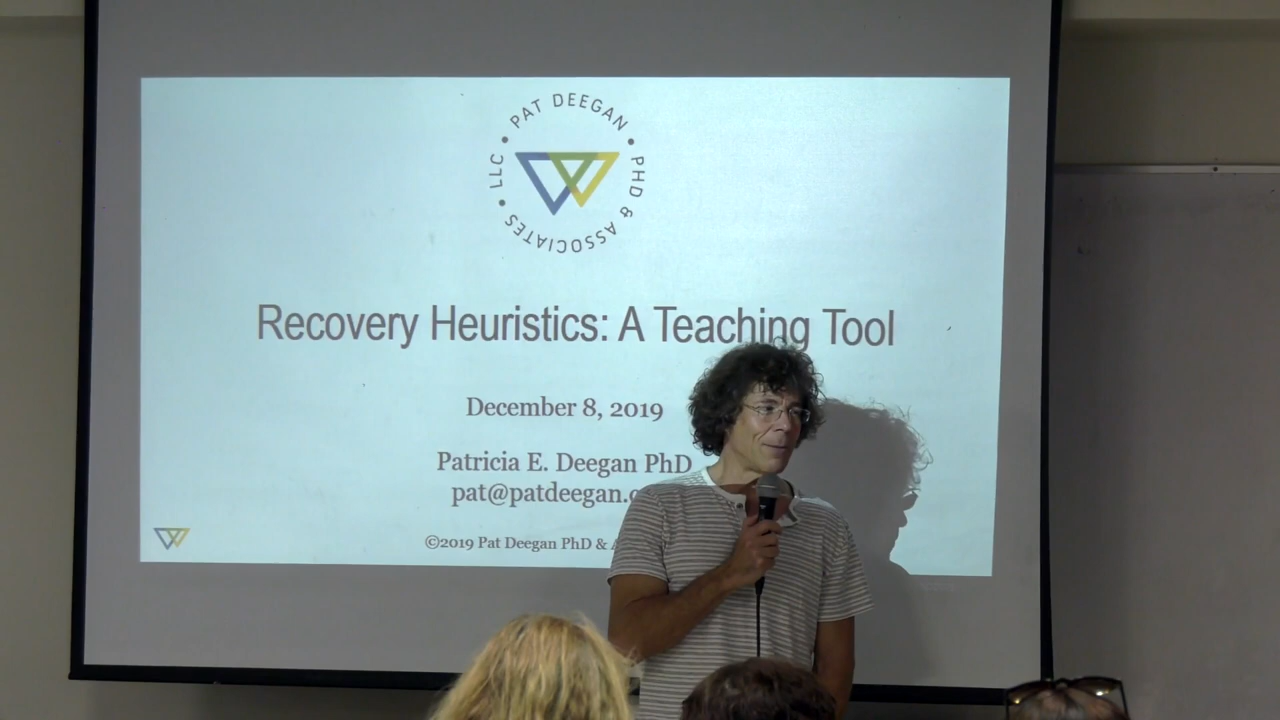 PAT DEEGAN • PHD & ASSOCIATES • LLC •
Recovery Heuristics: A Teaching Tool
December 8, 2019
Patricia E. Deegan PhD
pat@patdeegan.
©2019 Pat Deegan PhD &